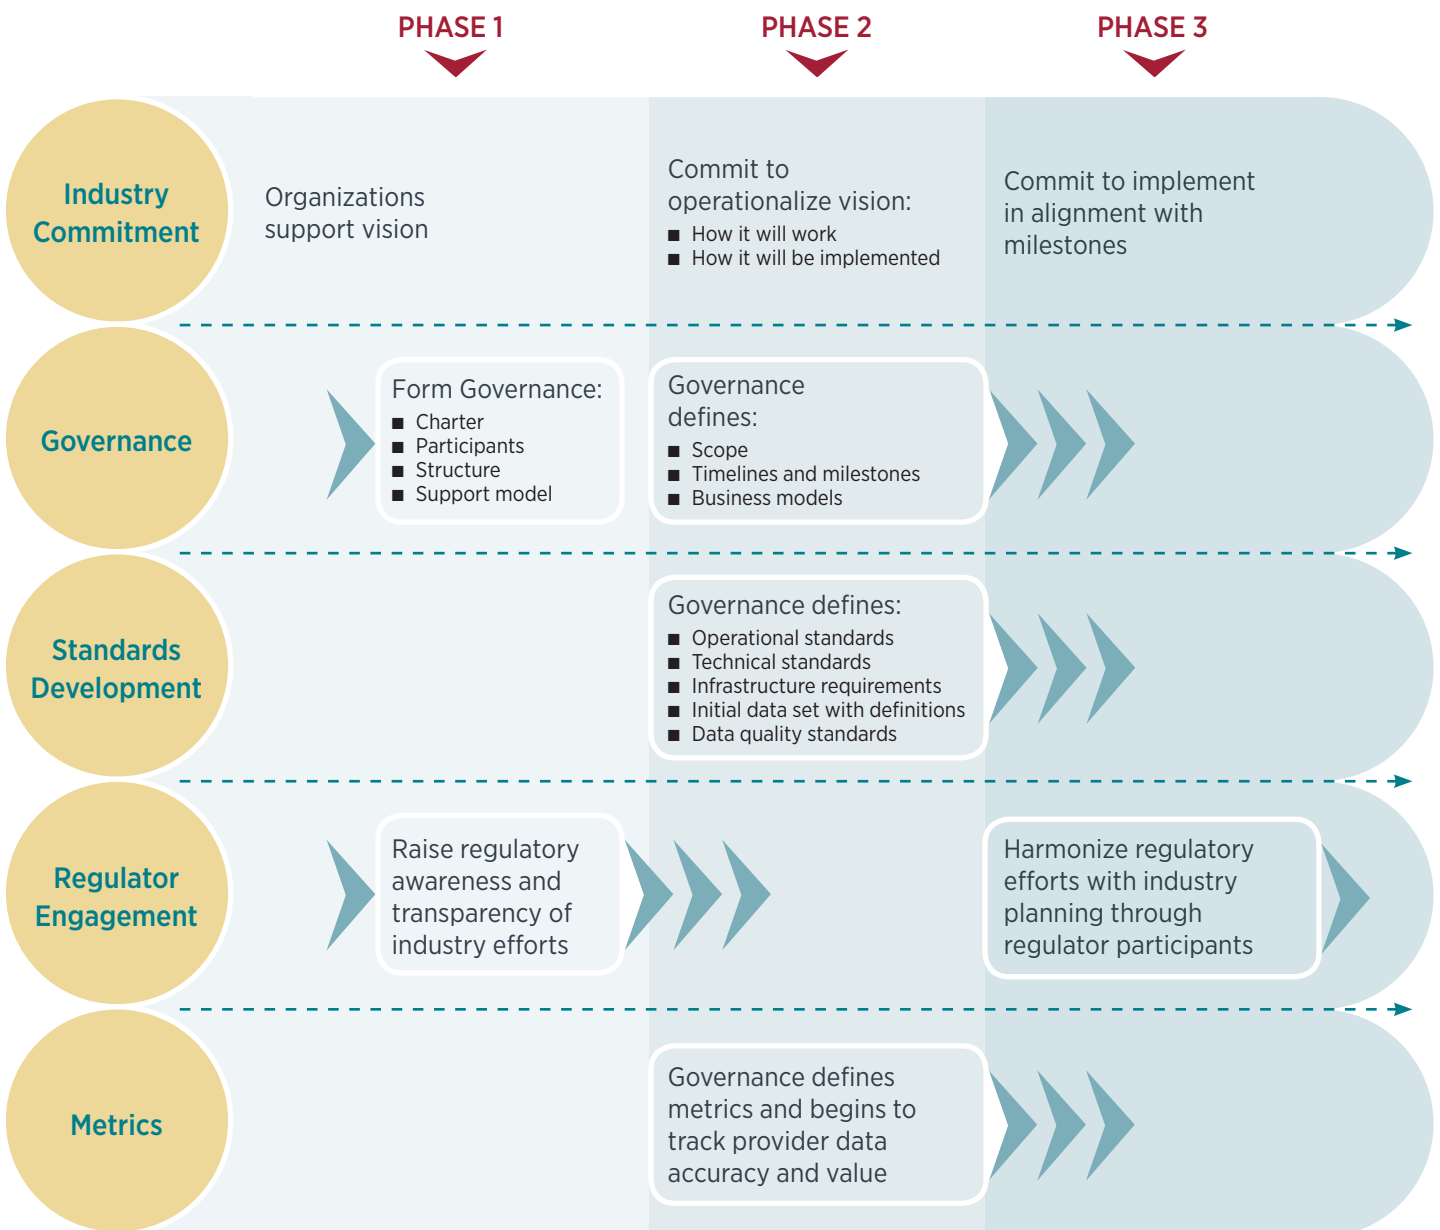 PHASE 1
PHASE 2
PHASE 3
Industry
Commitment
Organizations
support vision
Commit to
operationalize vision:
■ How it will work
■ How it will be implemented
Commit to implement
in alignment with
milestones
Governance
Form Governance:
■ Charter
■ Participants
■ Structure
■ Support model
Governance
defines:
■ Scope
■ Timelines and milestones
■ Business models
Standards
Development
Governance defines:
■ Operational standards
■ Technical standards
■ Infrastructure requirements
■ Initial data set with definitions
■ Data quality standards
Regulator
Engagement
Raise regulatory
awareness and
transparency of
industry efforts
Harmonize regulatory
efforts with industry
planning through
regulator participants
Metrics
Governance defines
metrics and begins to
track provider data
accuracy and value